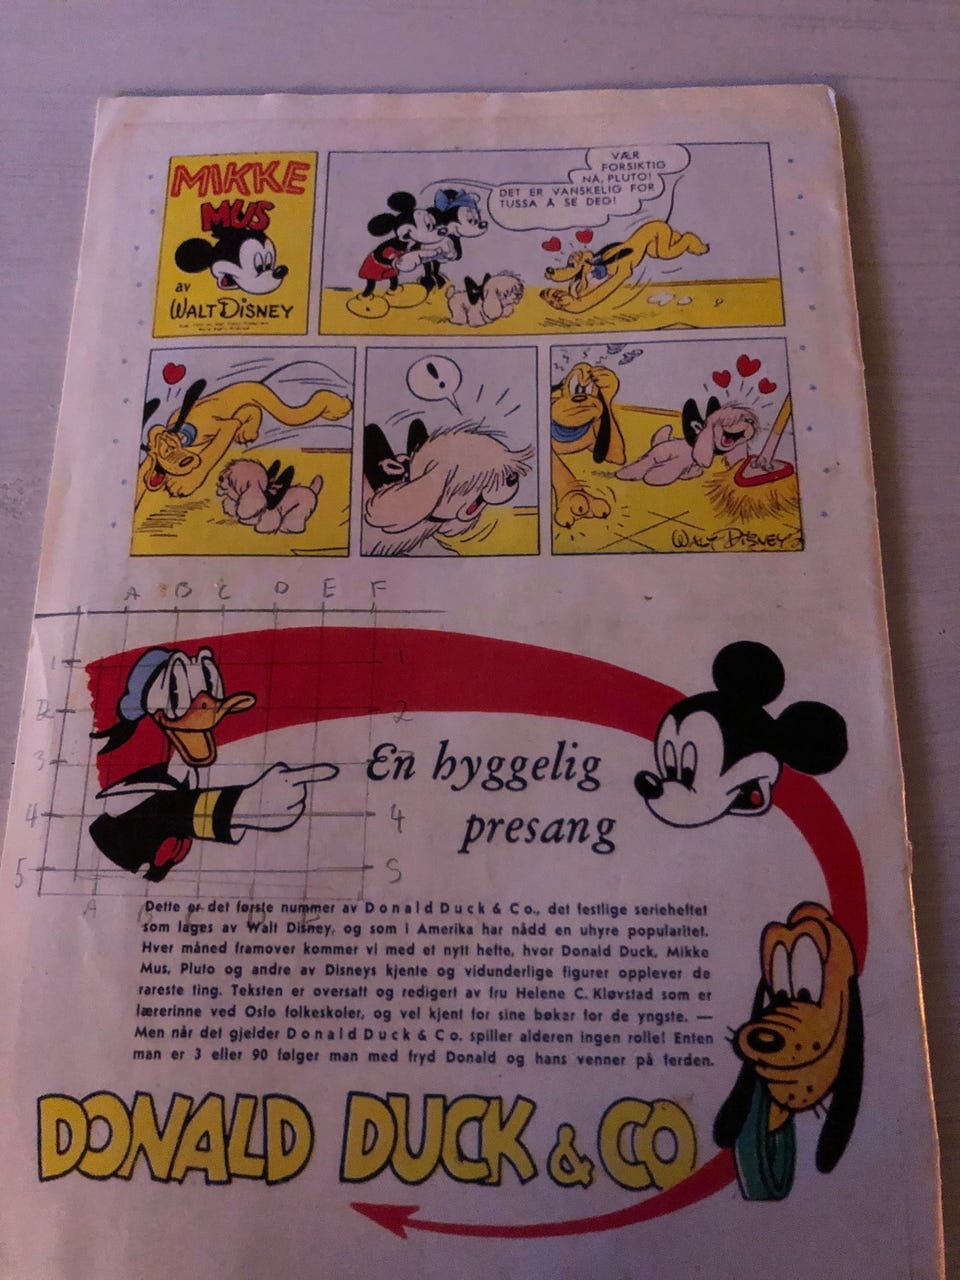 MIKKE
MUS
av
WALT DISNEY
VÆR
FORSIKTIG
NÅ, PLUTO!
DET ER VANSKELIG FOR
TUSSA Å SE DEG!
!
WALT DISNEY
A B C D E F
1 1
2 2
3
4 4
5 5
En hyggelig
presang
A
Dette er det første nummer av Donald Duck & Co., det festlige serieheftet
som lages av Walt Disney, og som i Amerika har nådd en uhyre popularitet.
Hver måned framover kommer vi med et nytt hefte, hvor Donald Duck, Mikke
Mus, Pluto og andre av Disneys kjente og vidunderlige figurer opplever de
rareste ting. Teksten er oversatt og redigert av fru Helene C. Kløvstad som er
lærerinne ved Oslo folkeskoler, og vel kjent for sine bøker for de yngste. —
Men når det gjelder Donald Duck & Co. spiller alderen ingen rolle! Enten
man er 3 eller 90 følger man med fryd Donald og hans venner på ferden.
DONALD DUCK & CO